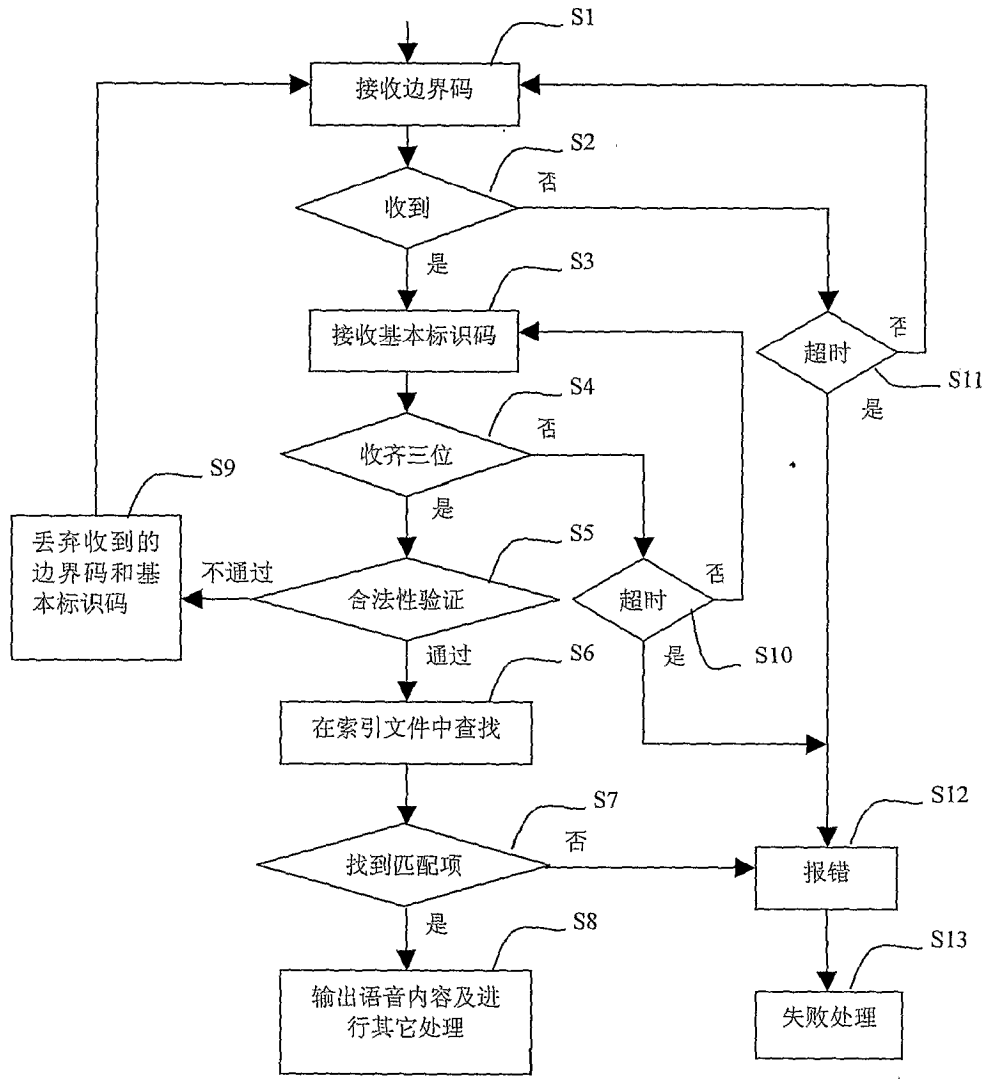 S1
接收边界码
S2
否
收到
是
S3
接收基本标识码
否
超时
S11
是
S4
否
收齐三位
是
S9
丢弃收到的
边界码和基
本标识码
S5
不通过
合法性验证
否
超时
通过
S6
是
S10
在索引文件中查找
S7
否
找到匹配项
S12
报错
是
S8
S13
输出语音内容及进
行其它处理
失败处理